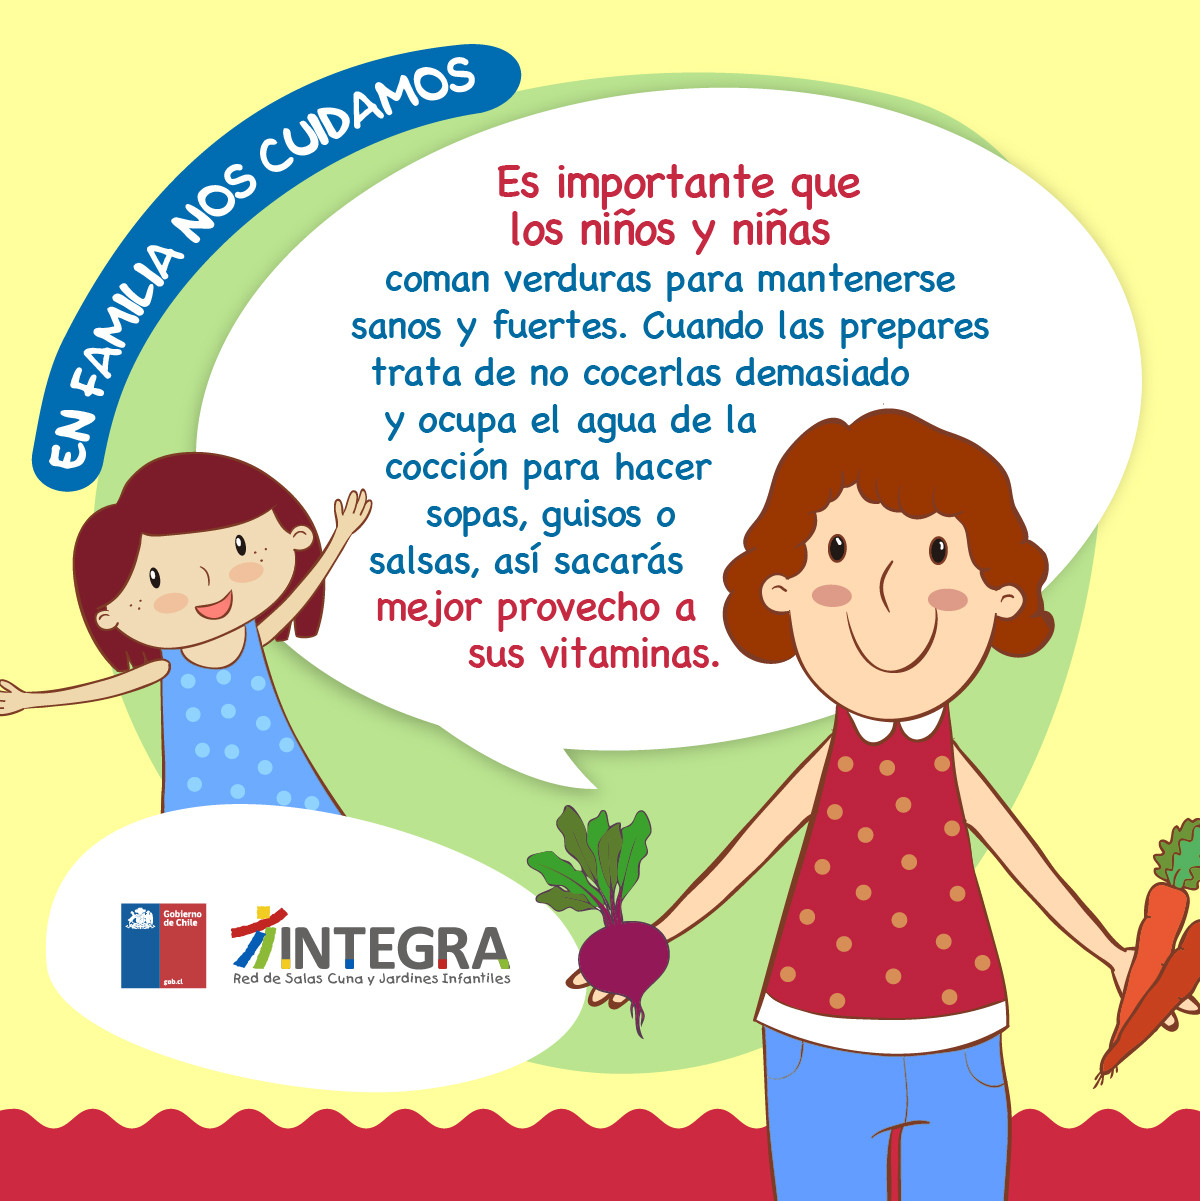 EN FAMILIA NOS CUIDAMOS
Es importante que
los niños y niñas
coman verduras para mantenerse
sanos y fuertes. Cuando las prepares
trata de no cocerlas demasiado
y ocupa el agua de la
cocción para hacer
sopas, guisos o
salsas, así sacarás
mejor provecho a
sus vitaminas.
Gobierno
de Chile
gob.cl
INTEGRA
Red de Salas Cuna y Jardines Infantiles